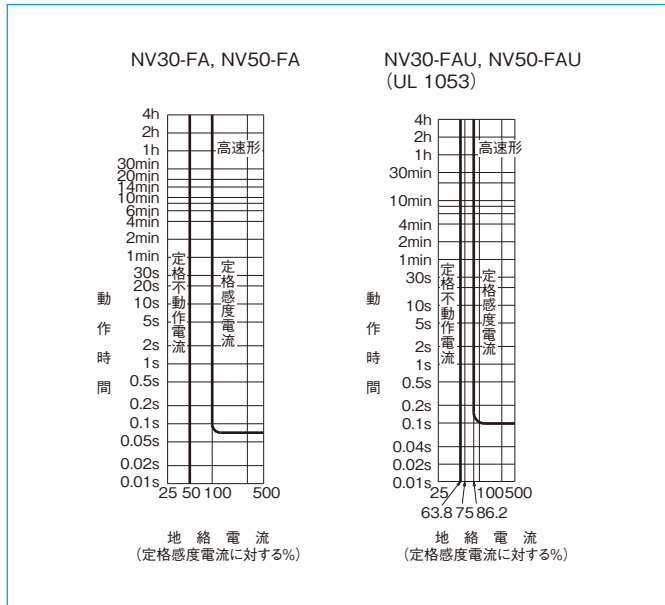 NV30-FA, NV50-FA
4h
2h
1h
30min
20min
14min
10min
6min
4min
2min
1min
30s
20s
10s
5s
2s
1s
0.5s
0.2s
0.1s
0.05s
0.02s
0.01s
動作時間
高速形
定格不動作電流
定格感度電流
25 50 100 500
地絡電流
(定格感度電流に対する%)
NV30-FAU, NV50-FAU
(UL 1053)
4h
2h
1h
30min
10min
4min
2min
1min
30s
10s
5s
2s
1s
0.5s
0.2s
0.1s
0.04s
0.02s
0.01s
動作時間
高速形
定格不動作電流
定格感度電流
25 100 500
63.8 75 86.2
地絡電流
(定格感度電流に対する%)